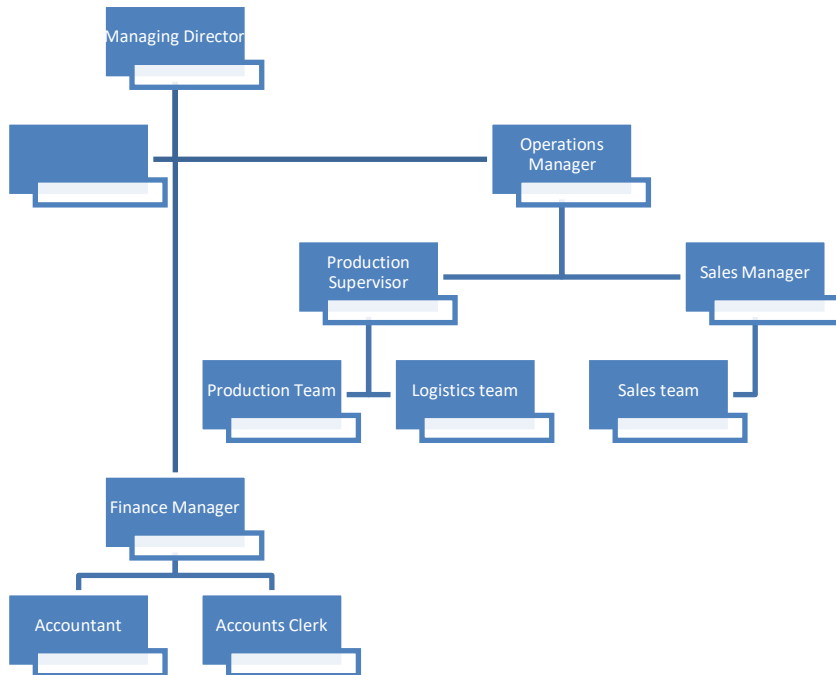 Managing Director
Operations
Manager
Production
Supervisor
Sales Manager
Production Team
Logistics team
Sales team
Finance Manager
Accountant
Accounts Clerk